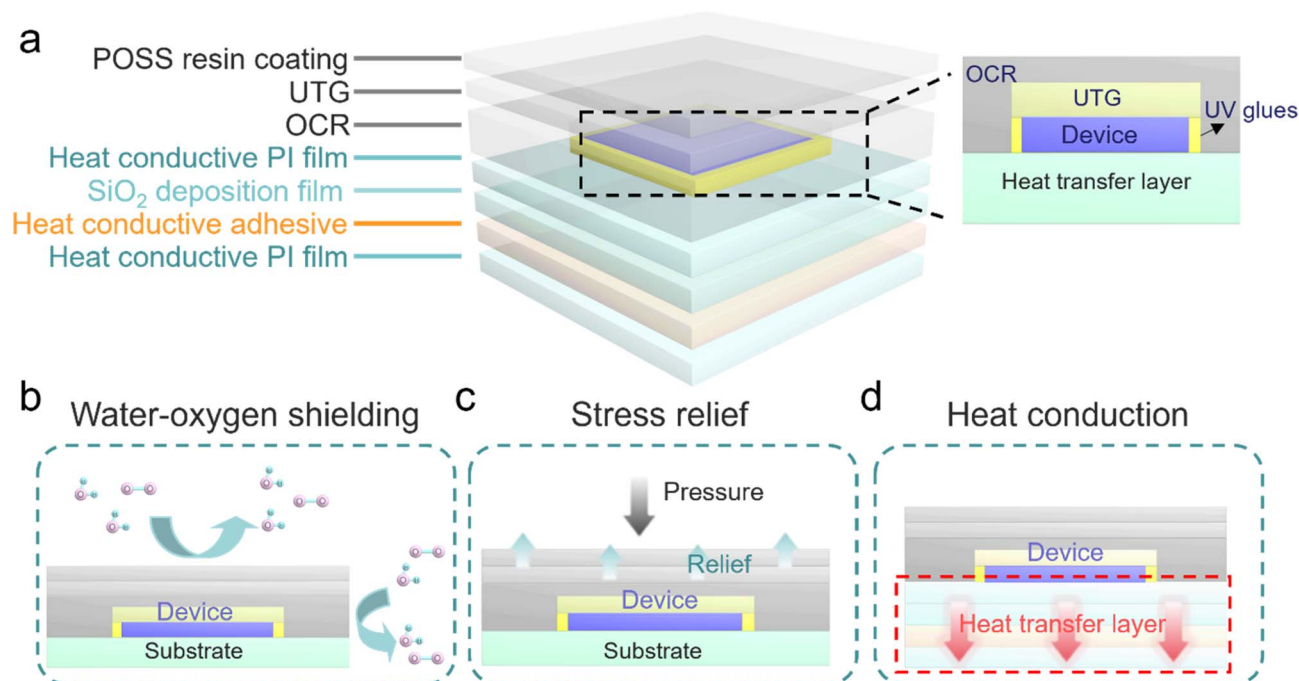 a
POSS resin coating
UTG
OCR
Heat conductive PI film
SiO₂ deposition film
Heat conductive adhesive
Heat conductive PI film
OCR
UTG
UV glues
Device
Heat transfer layer
b
Water-oxygen shielding
O H H
O O
O H H
O H H
O O
O H H
Device
Substrate
O O
O H H
O H H
O O
c
Stress relief
Pressure
Relief
Device
Substrate
d
Heat conduction
Device
Heat transfer layer